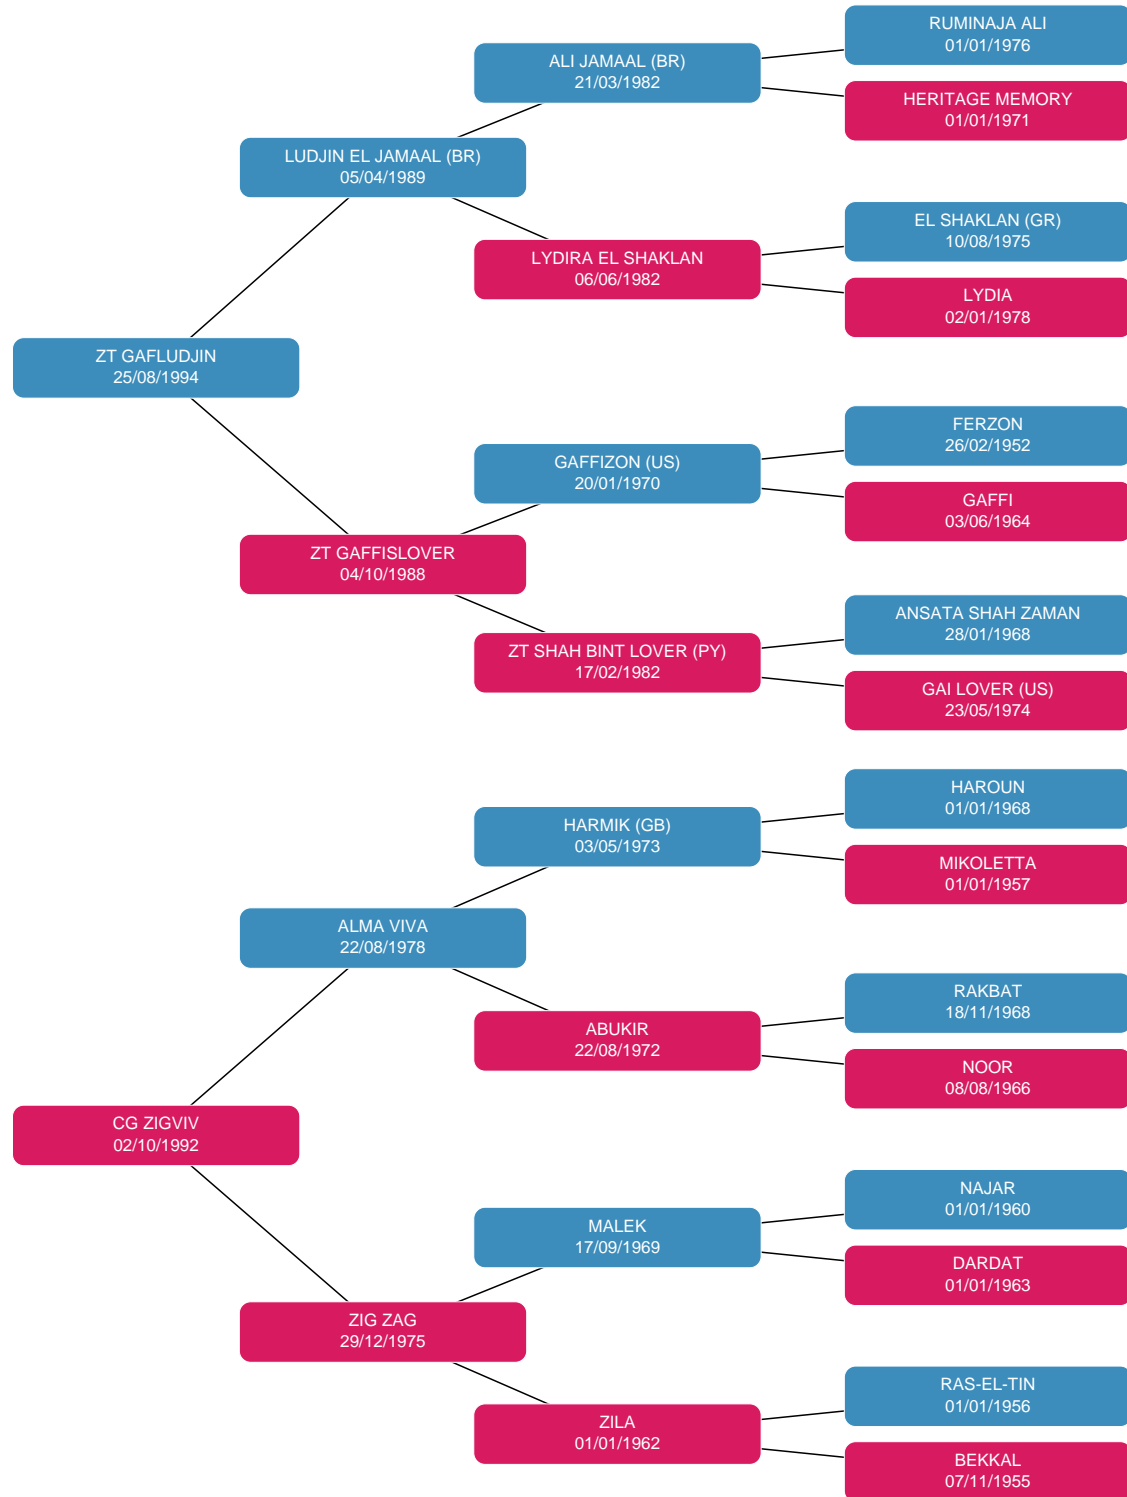 RUMINAJA ALI
01/01/1976
ALI JAMAAL (BR)
21/03/1982
HERITAGE MEMORY
01/01/1971
LUDJIN EL JAMAAL (BR)
05/04/1989
EL SHAKLAN (GR)
10/08/1975
LYDIRA EL SHAKLAN
06/06/1982
LYDIA
02/01/1978
ZT GAFLUDJIN
25/08/1994
FERZON
26/02/1952
GAFFIZON (US)
20/01/1970
GAFFI
03/06/1964
ZT GAFFISLOVER
04/10/1988
ANSATA SHAH ZAMAN
28/01/1968
ZT SHAH BINT LOVER (PY)
17/02/1982
GAI LOVER (US)
23/05/1974
HAROUN
01/01/1968
HARMIK (GB)
03/05/1973
MIKOLETTA
01/01/1957
ALMA VIVA
22/08/1978
RAKBAT
18/11/1968
ABUKIR
22/08/1972
NOOR
08/08/1966
CG ZIGVIV
02/10/1992
NAJAR
01/01/1960
MALEK
17/09/1969
DARDAT
01/01/1963
ZIG ZAG
29/12/1975
RAS-EL-TIN
01/01/1956
ZILA
01/01/1962
BEKKAL
07/11/1955